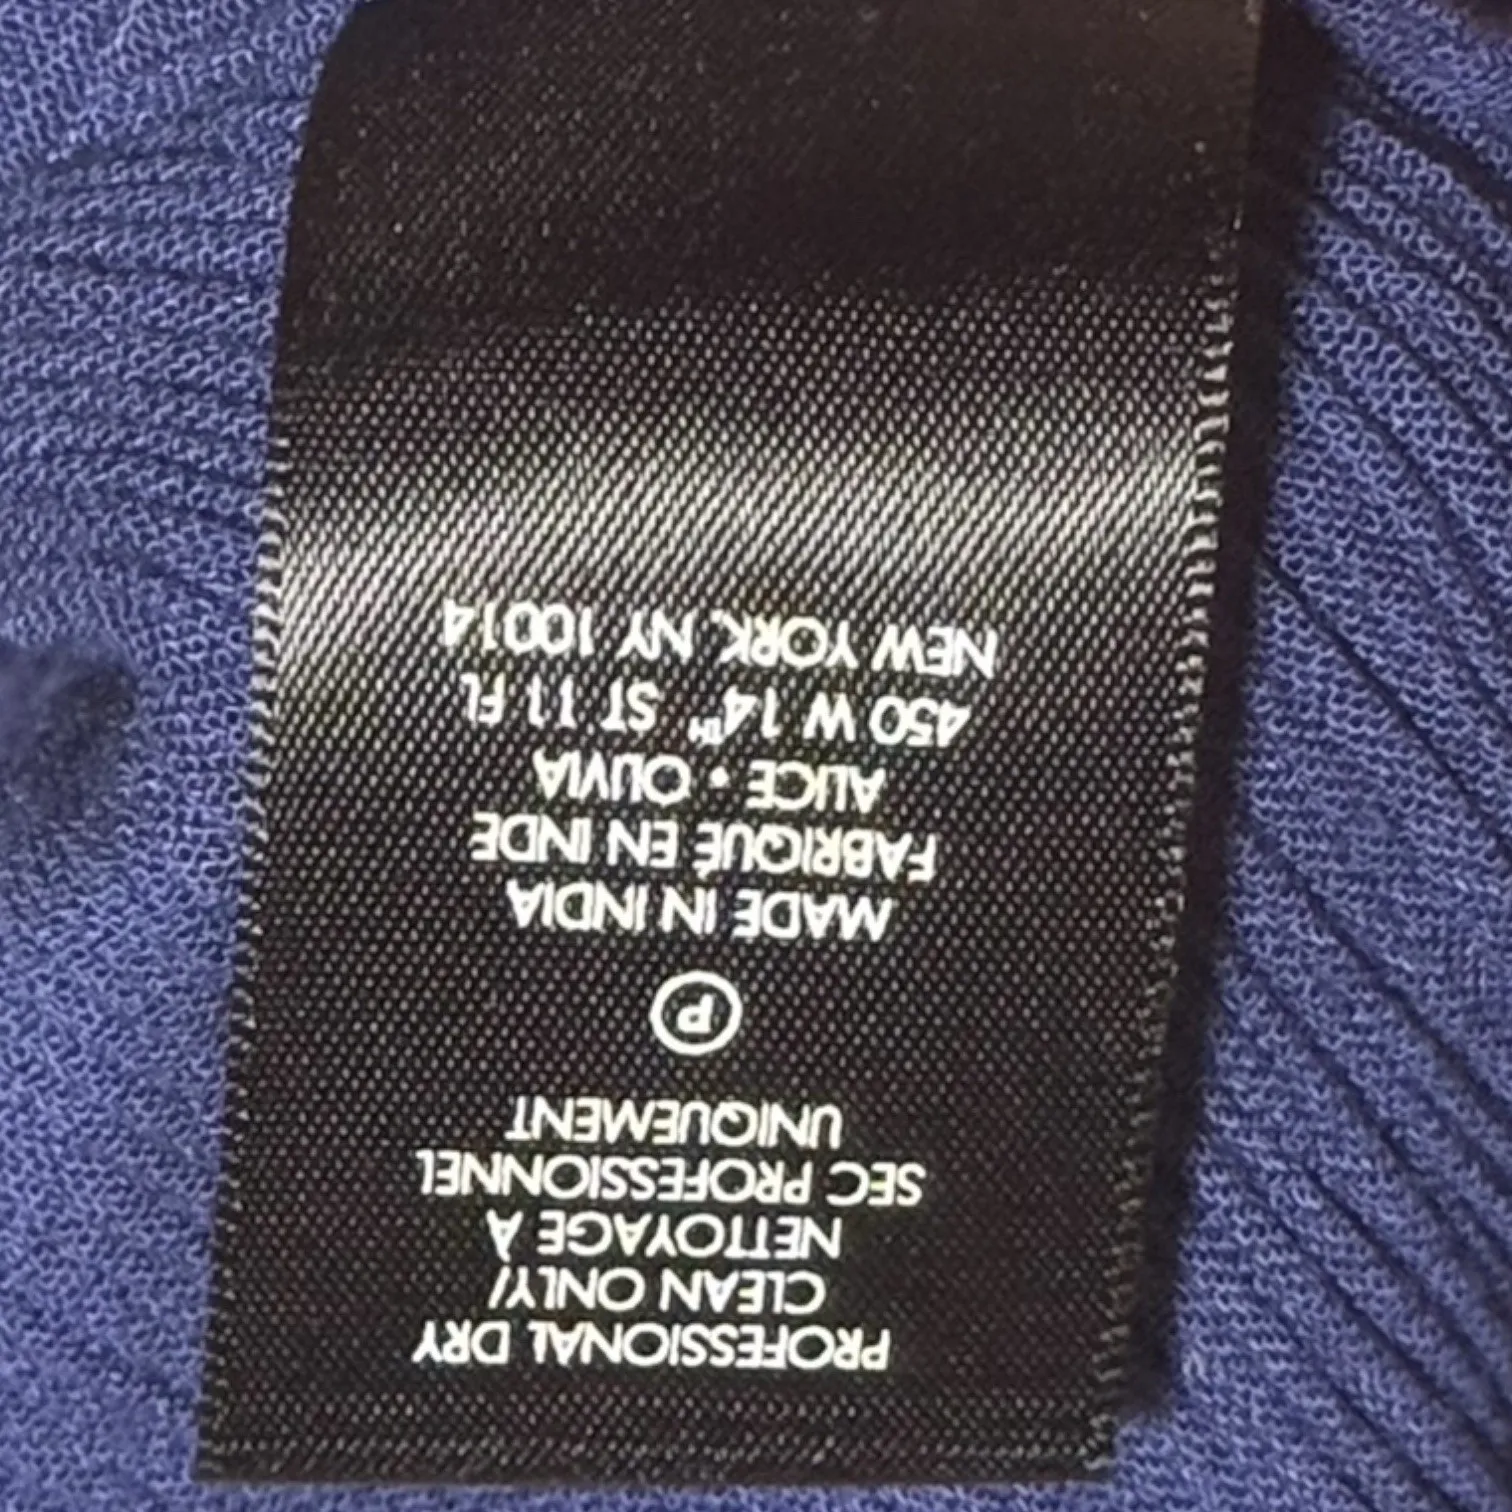 PROFESSIONAL DRY
CLEAN ONLY/
NETTOYAGE À
SEC PROFESSIONNEL
UNIQUEMENT
P
MADE IN INDIA
FABRIQUÉ EN INDE
ALICE • OLIVIA
450 W 14TH ST 11 FL
NEW YORK, NY 10014